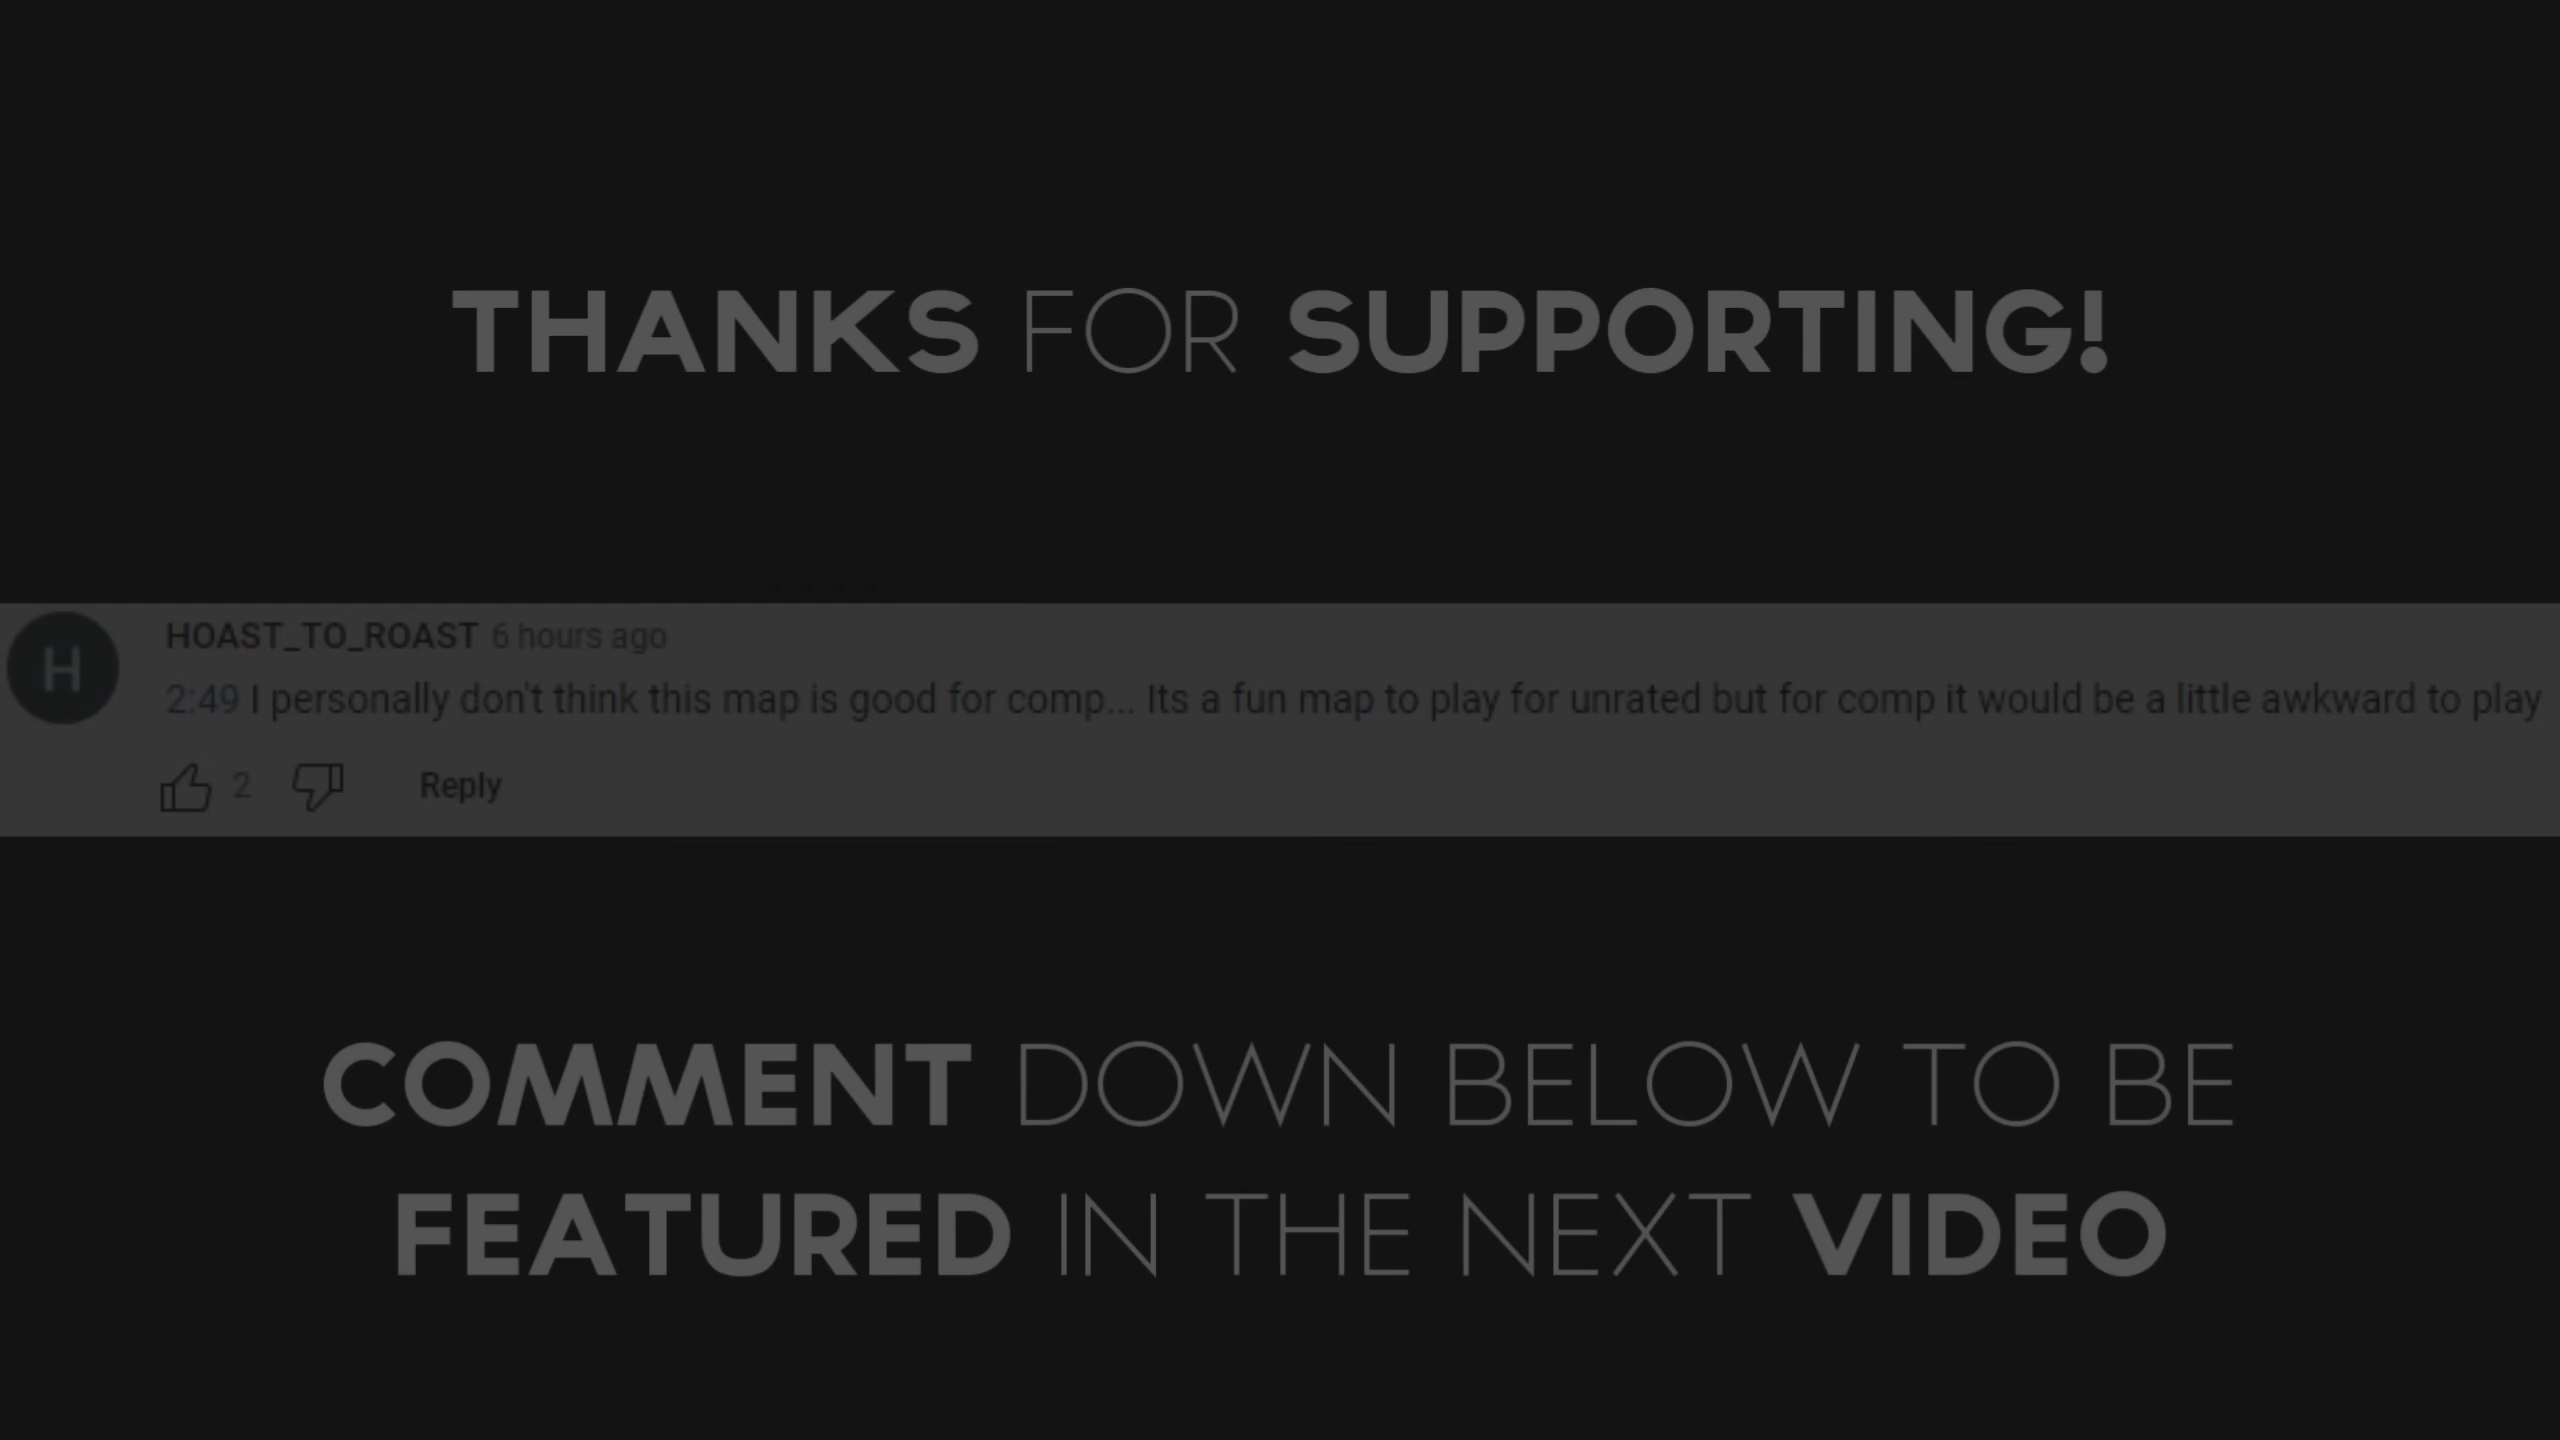 THANKS FOR SUPPORTING!
H
HOAST_TO_ROAST 6 hours ago
2:49 I personally don't think this map is good for comp... Its a fun map to play for unrated but for comp it would be a little awkward to play
2 Reply
COMMENT DOWN BELOW TO BE
FEATURED IN THE NEXT VIDEO